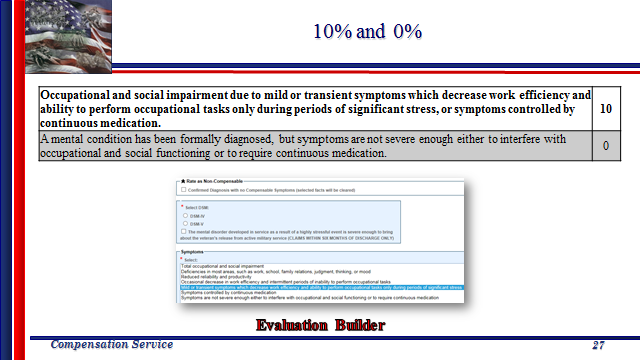 10% and 0%
Occupational and social impairment due to mild or transient symptoms which decrease work efficiency and
ability to perform occupational tasks only during periods of significant stress, or symptoms controlled by
continuous medication.
10
A mental condition has been formally diagnosed, but symptoms are not severe enough either to interfere with
occupational and social functioning or to require continuous medication.
0
Rate as Non-Compensable
Confirmed Diagnosis with no Compensable Symptoms (selected facts will be cleared)
* Select DSM:
DSM-IV
DSM-V
The mental disorder developed in service as a result of a highly stressful event is severe enough to bring
about the veteran's release from active military service (CLAIMS WITHIN SIX MONTHS OF DISCHARGE ONLY)
Symptoms
* Select:
Total occupational and social impairment
Deficiencies in most areas, such as work, school, family relations, judgment, thinking, or mood
Reduced reliability and productivity
Occasional decrease in work efficiency and intermittent periods of inability to perform occupational tasks
Mild or transient symptoms which decrease work efficiency and ability to perform occupational tasks only during periods of significant stress
Symptoms controlled by continuous medication
Symptoms are not severe enough either to interfere with occupational and social functioning or to require continuous medication
Evaluation Builder
Compensation Service
27